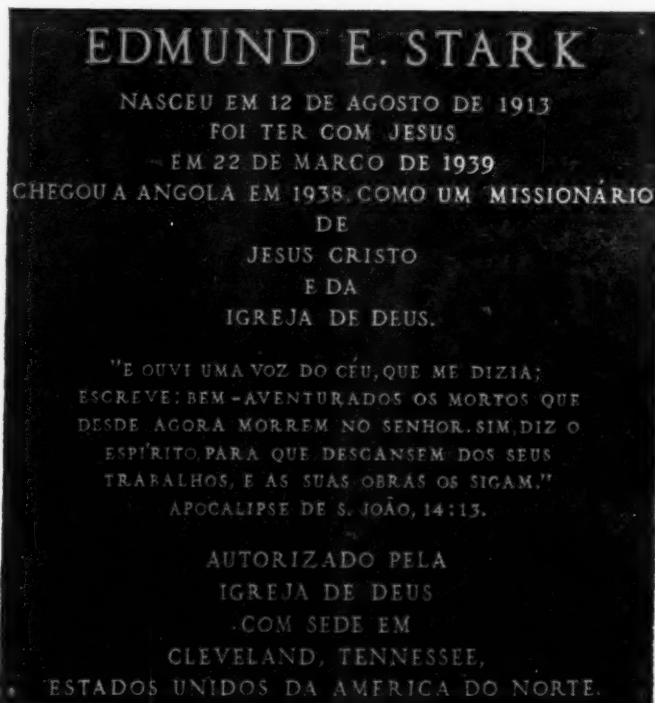 EDMUND E. STARK
NASCEU EM 12 DE AGOSTO DE 1913
FOI TER COM JESUS
EM 22 DE MARCO DE 1939
CHEGOU A ANGOLA EM 1938. COMO UM MISSIONÁRIO
DE
JESUS CRISTO
E DA
IGREJA DE DEUS.
"E OUVI UMA VOZ DO CÉU, QUE ME DIZIA;
ESCREVE: BEM-AVENTURADOS OS MORTOS QUE
DESDE AGORA MORREM NO SENHOR. SIM, DIZ O
ESPÍRITO, PARA QUE DESCANSEM DOS SEUS
TRABALHOS, E AS SUAS OBRAS OS SIGAM."
APOCALIPSE DE S. JOÃO, 14:13.
AUTORIZADO PELA
IGREJA DE DEUS
COM SEDE EM
CLEVELAND, TENNESSEE,
ESTADOS UNIDOS DA AMERICA DO NORTE.